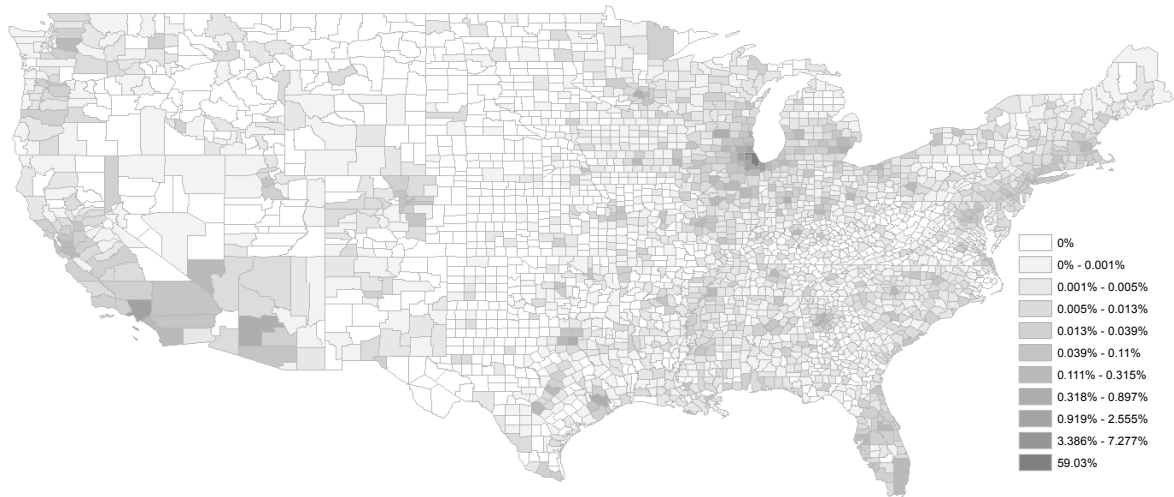 0%
0% - 0.001%
0.001% - 0.005%
0.005% - 0.013%
0.013% - 0.039%
0.039% - 0.11%
0.111% - 0.315%
0.318% - 0.897%
0.919% - 2.555%
3.386% - 7.277%
59.03%